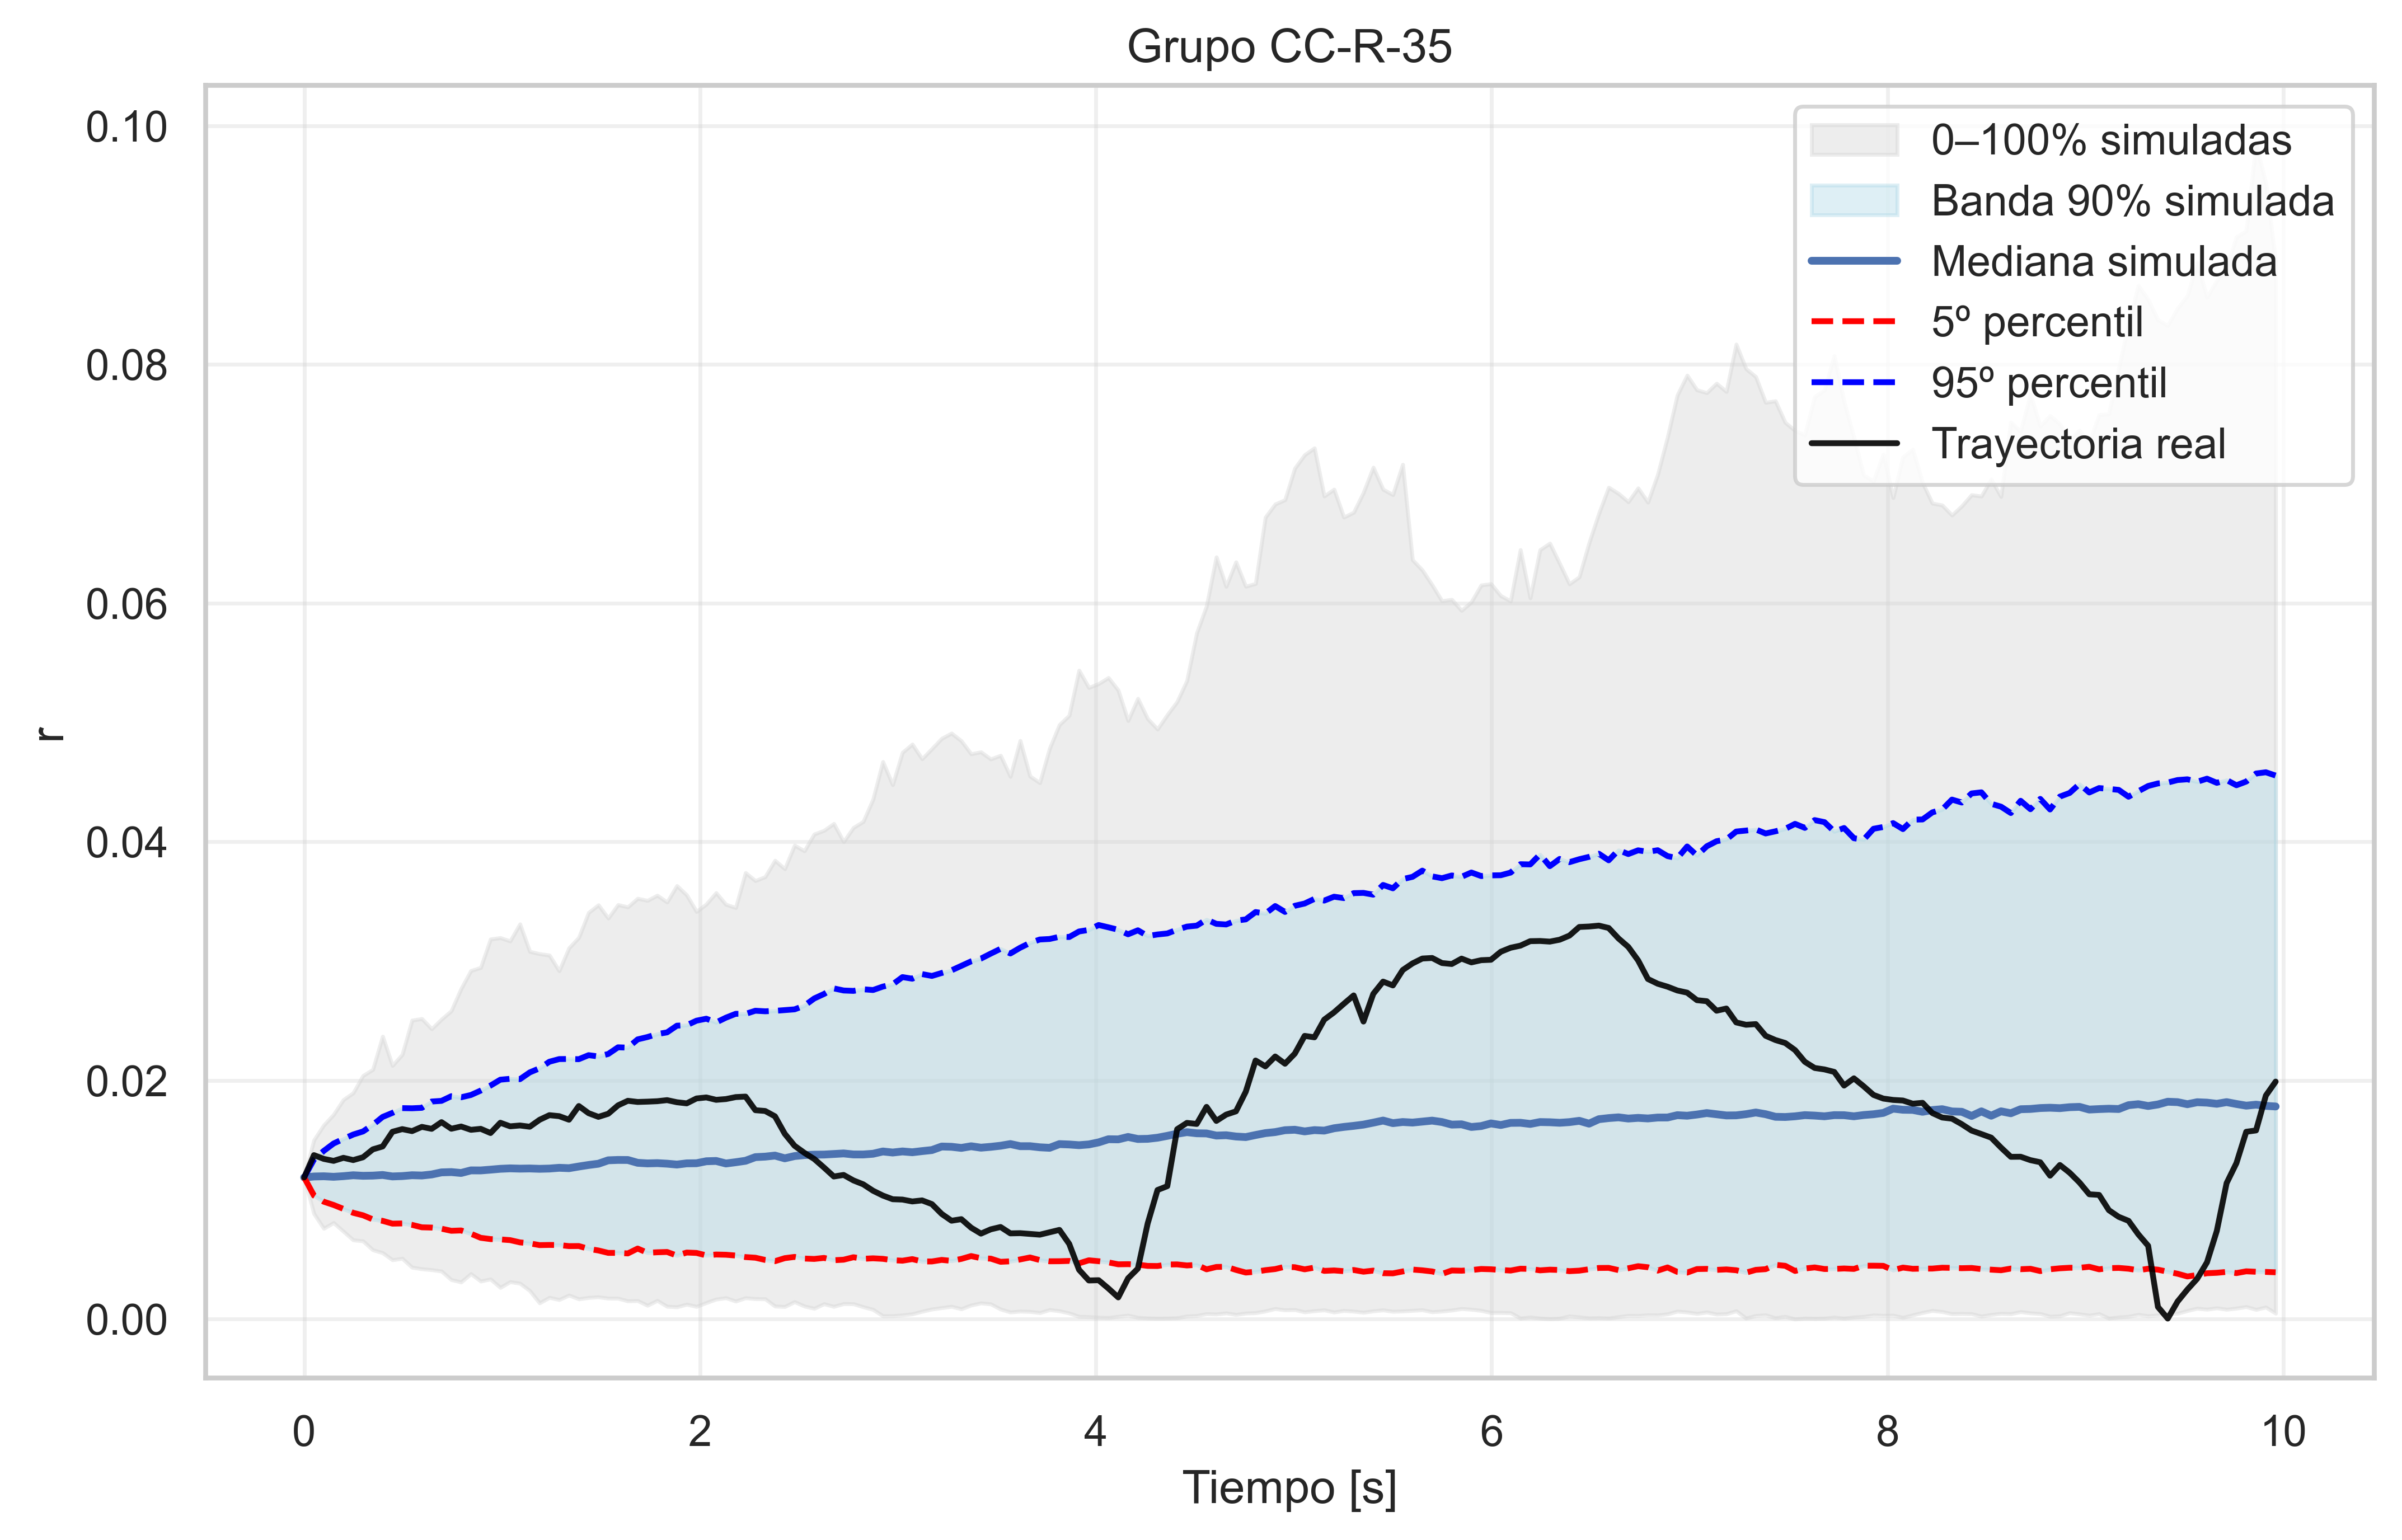 Grupo CC-R-35
0–100% simuladas
Banda 90% simulada
Mediana simulada
5º percentil
95º percentil
Trayectoria real
0.10
0.08
0.06
0.04
0.02
0.00
r
0 2 4 6 8 10
Tiempo [s]